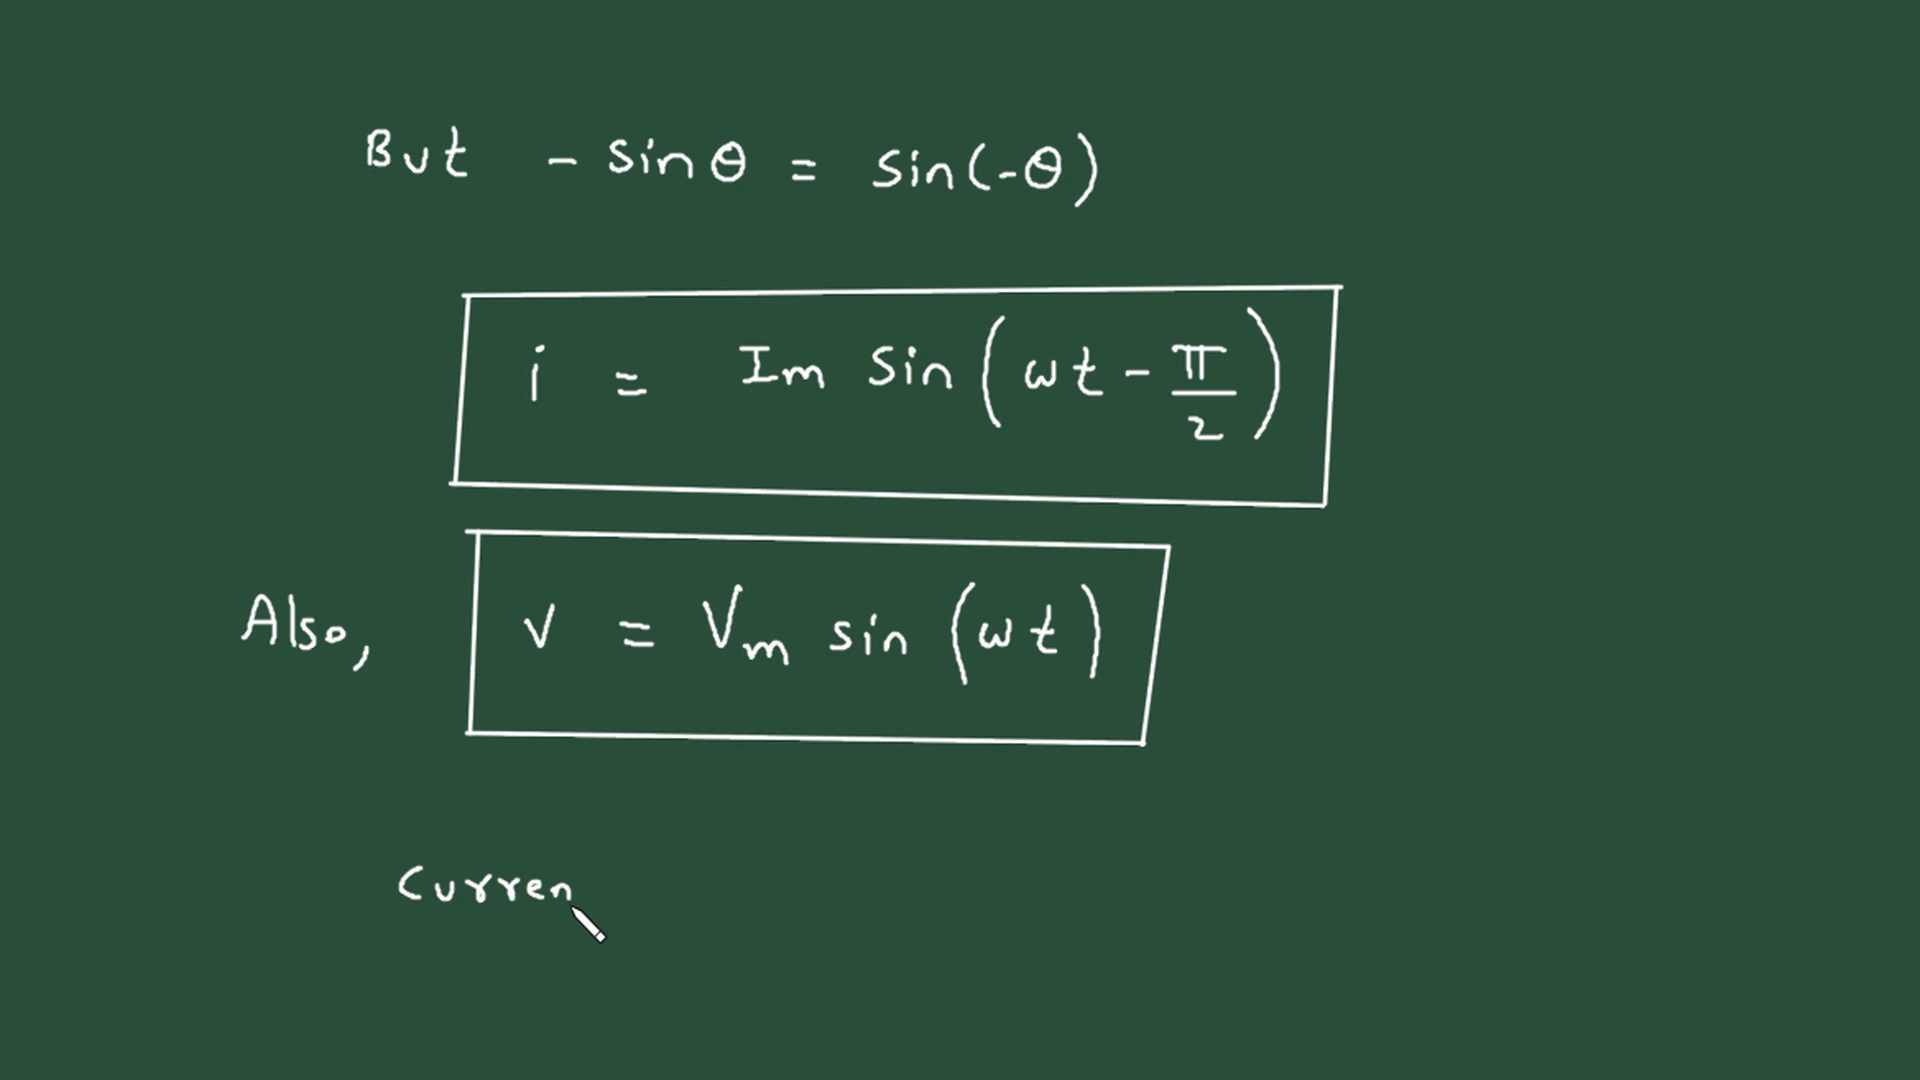 But - sinθ = sin(-θ)
i = Im sin(ωt - π/2)
Also, v = Vm sin (ωt)
Curren